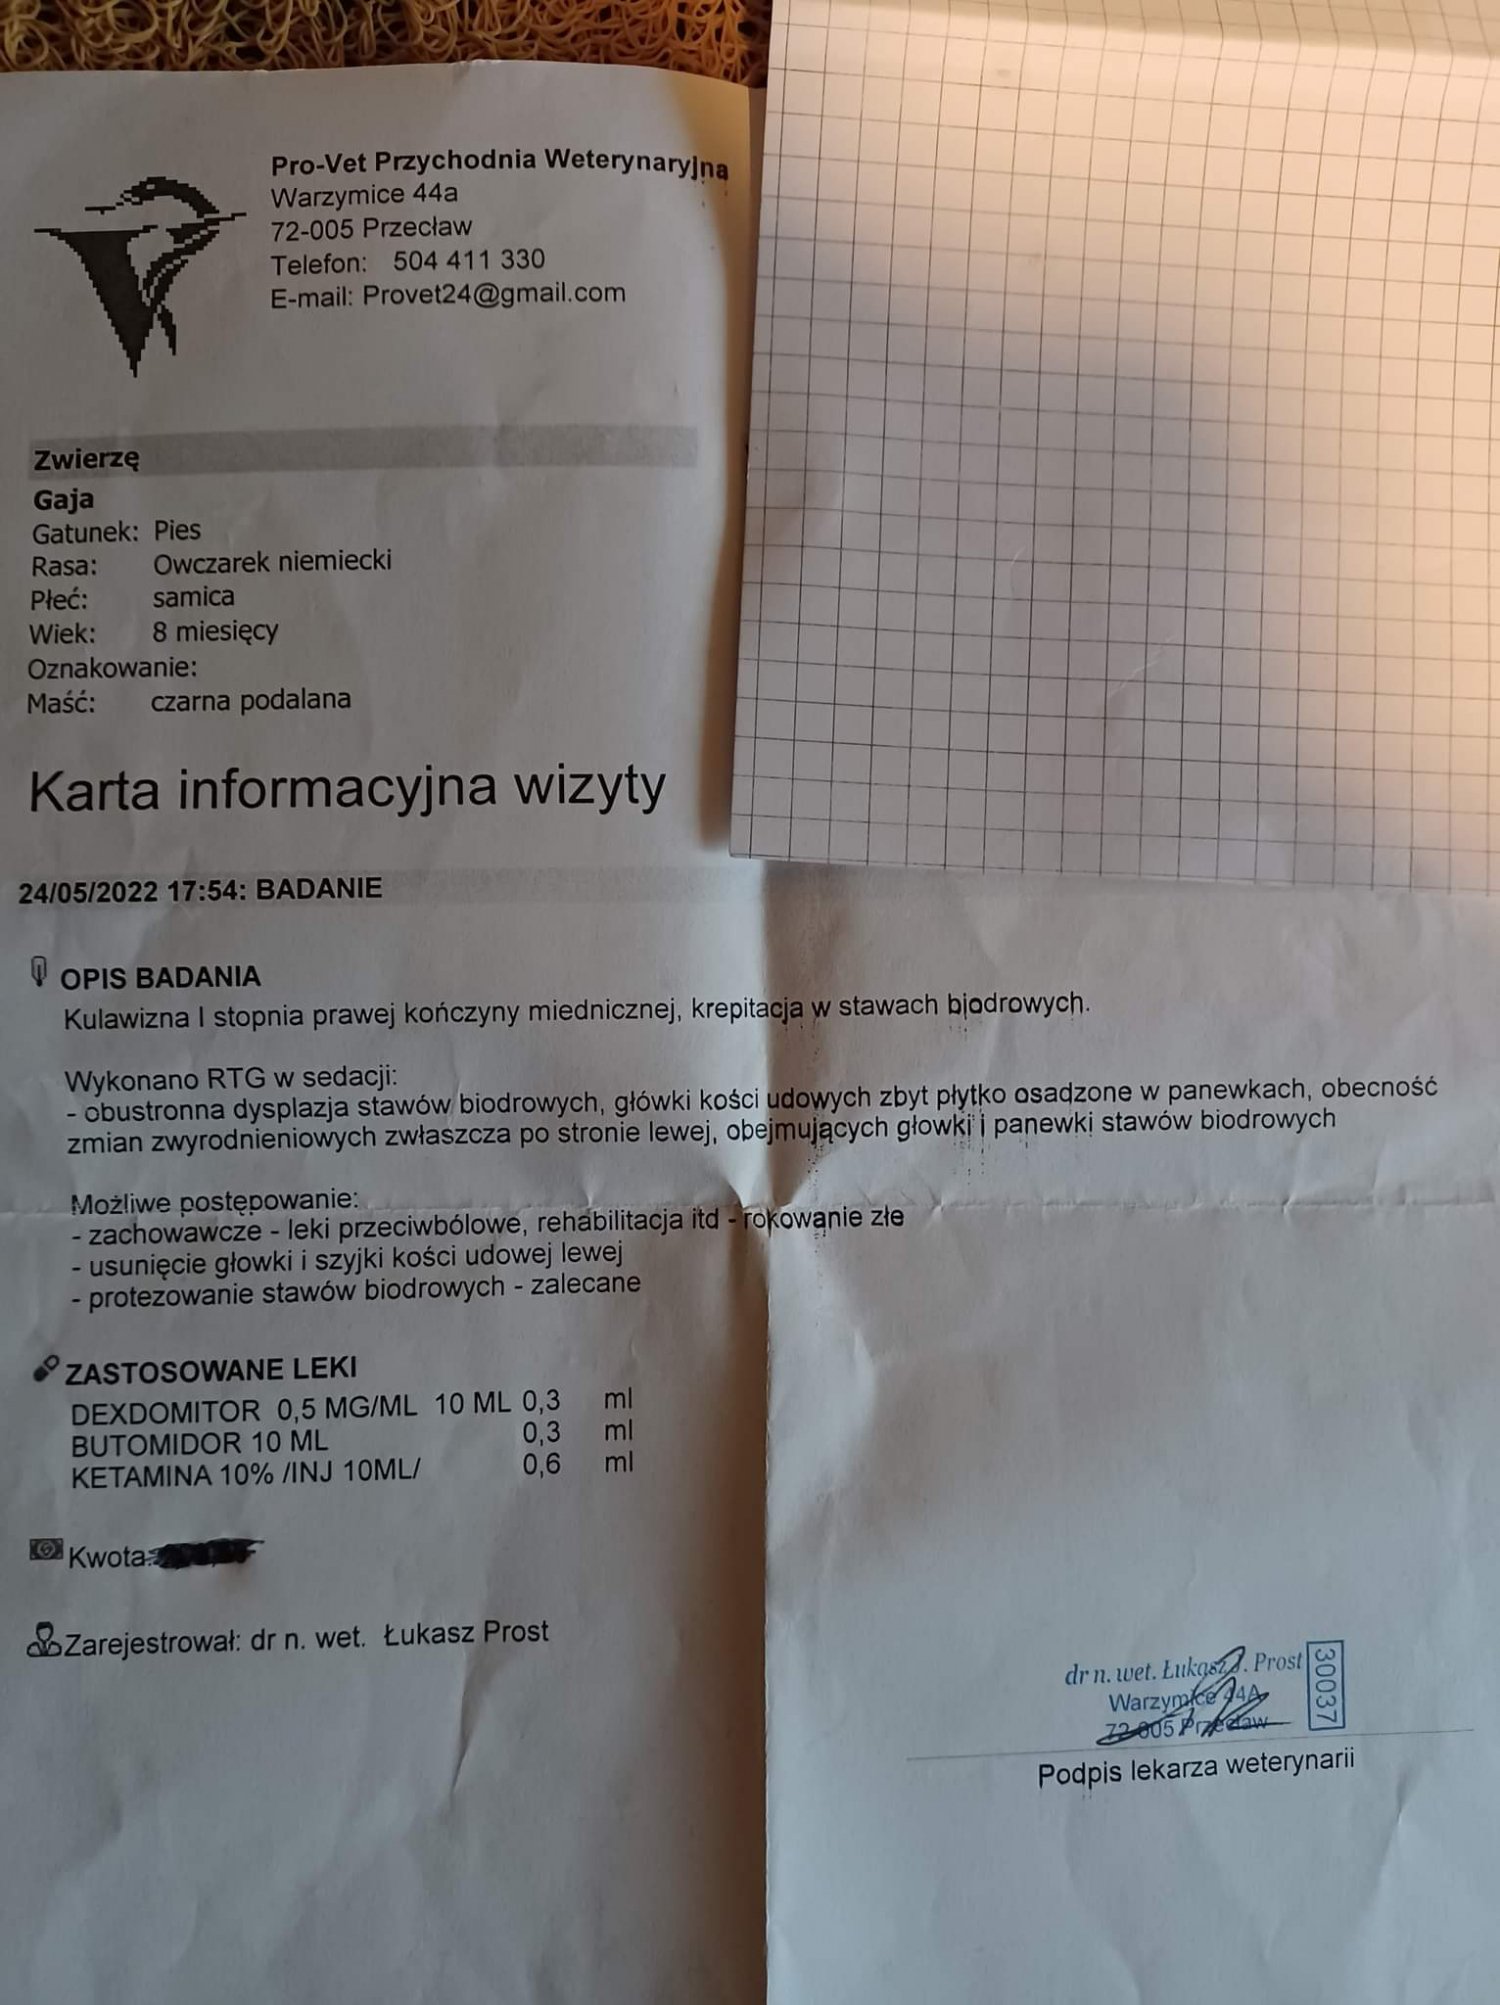 Pro-Vet Przychodnia Weterynaryjna
Warzymice 44a
72-005 Przecław
Telefon: 504 411 330
E-mail: Provet24@gmail.com
Zwierzę
Gaja
Gatunek: Pies
Rasa: Owczarek niemiecki
Płeć: samica
Wiek: 8 miesięcy
Oznakowanie:
Maść: czarna podalana
Karta informacyjna wizyty
24/05/2022 17:54: BADANIE
OPIS BADANIA
Kulawizna I stopnia prawej kończyny miednicznej, krepitacja w stawach biodrowych.
Wykonano RTG w sedacji:
- obustronna dysplazja stawów biodrowych, główki kości udowych zbyt płytko osadzone w panewkach, obecność
zmian zwyrodnieniowych zwłaszcza po stronie lewej, obejmujących głowki i panewki stawów biodrowych
Możliwe postępowanie:
- zachowawcze - leki przeciwbólowe, rehabilitacja itd - rokowanie złe
- usunięcie głowki i szyjki kości udowej lewej
- protezowanie stawów biodrowych - zalecane
ZASTOSOWANE LEKI
DEXDOMITOR 0,5 MG/ML 10 ML 0,3 ml
BUTOMIDOR 10 ML 0,3 ml
KETAMINA 10% /INJ 10ML/ 0,6 ml
Kwota:
Zarejestrował: dr n. wet. Łukasz Prost
dr n. wet. Łukasz J. Prost
Warzymice 44A
72-005 Przecław
30037
Podpis lekarza weterynarii